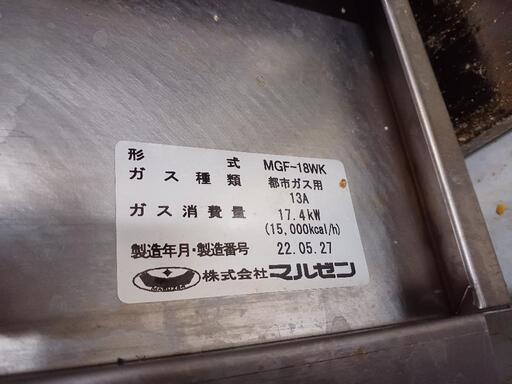 形式 MGF-18WK
ガス種類 都市ガス用
13A
ガス消費量 17.4kW
(15,000kcal/h)
製造年月・製造番号 22.05.27
MARUZEN 株式会社マルゼン